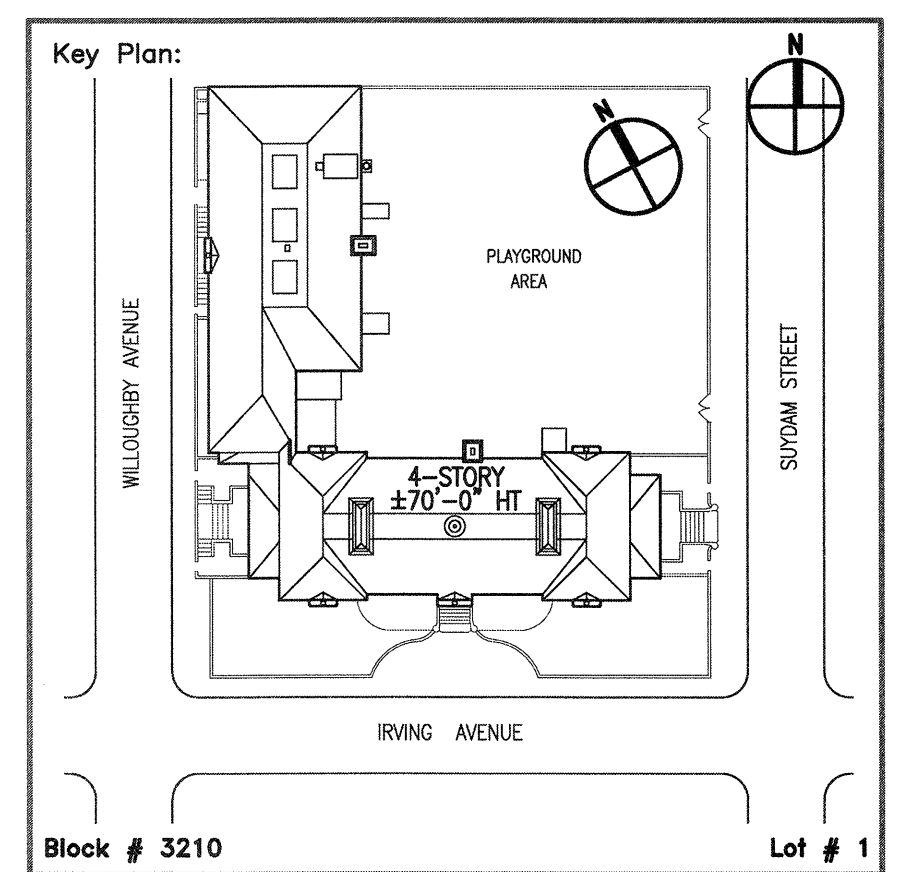 Key Plan:
N
N
PLAYGROUND
AREA
WILLOUGHBY AVENUE
SUYDAM STREET
4-STORY
±70'-0" HT
IRVING AVENUE
Block # 3210
Lot # 1